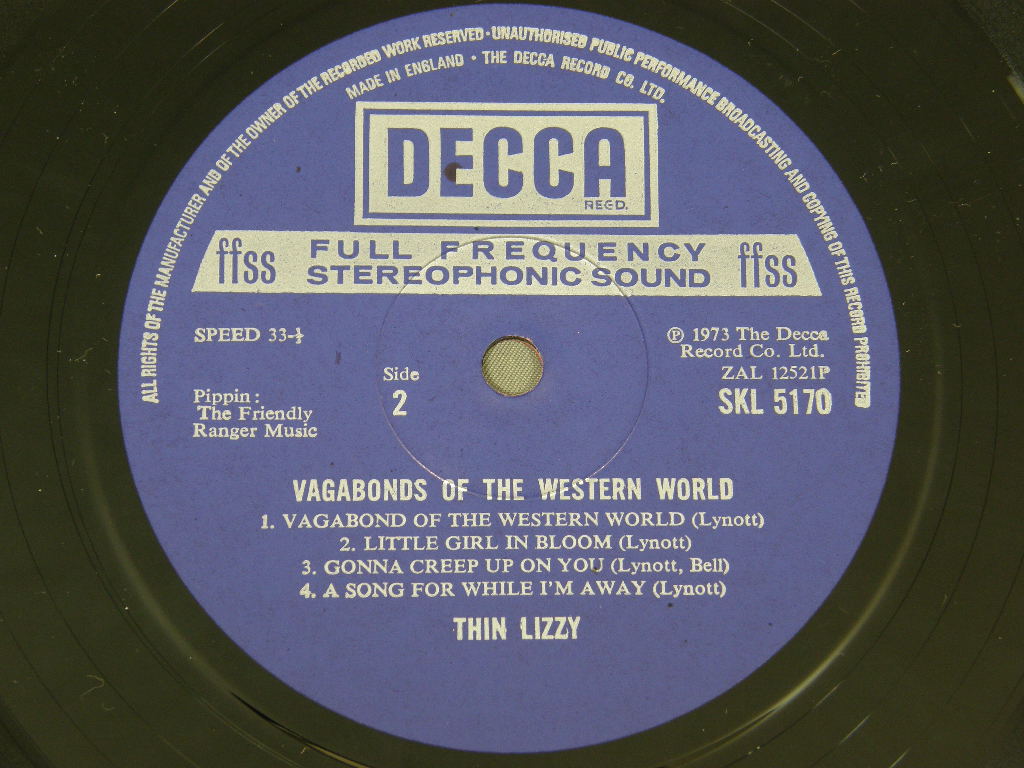 ALL RIGHTS OF THE MANUFACTURER AND OF THE OWNER OF THE RECORDED WORK RESERVED · UNAUTHORISED PUBLIC PERFORMANCE BROADCASTING AND COPYING OF THIS RECORD PROHIBITED
MADE IN ENGLAND · THE DECCA RECORD CO. LTD.
DECCA
REGD.
ffss FULL FREQUENCY STEREOPHONIC SOUND ffss
SPEED 33-⅓
℗ 1973 The Decca
Record Co. Ltd.
ZAL 12521P
SKL 5170
Side
2
Pippin:
The Friendly
Ranger Music
VAGABONDS OF THE WESTERN WORLD
1. VAGABOND OF THE WESTERN WORLD (Lynott)
2. LITTLE GIRL IN BLOOM (Lynott)
3. GONNA CREEP UP ON YOU (Lynott, Bell)
4. A SONG FOR WHILE I'M AWAY (Lynott)
THIN LIZZY